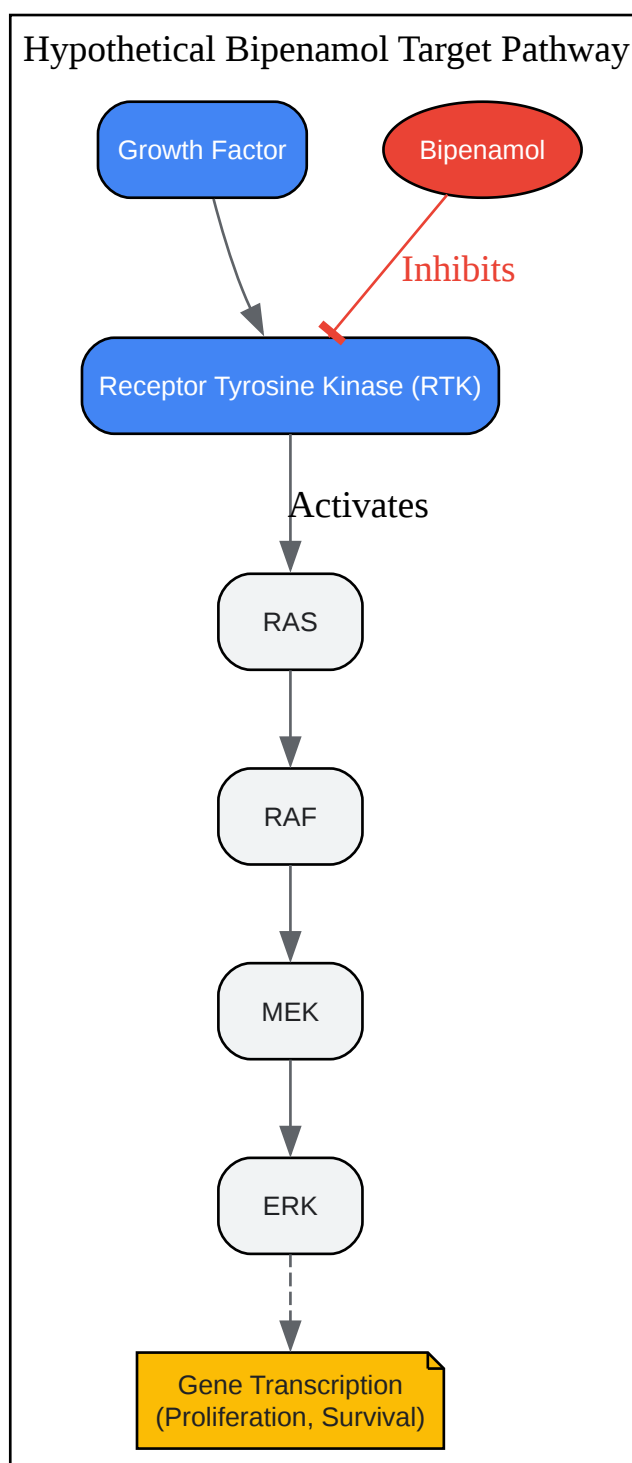 Hypothetical Bipenamol Target Pathway
Growth Factor
Bipenamol
Inhibits
Receptor Tyrosine Kinase (RTK)
Activates
RAS
RAF
MEK
ERK
Gene Transcription
(Proliferation, Survival)